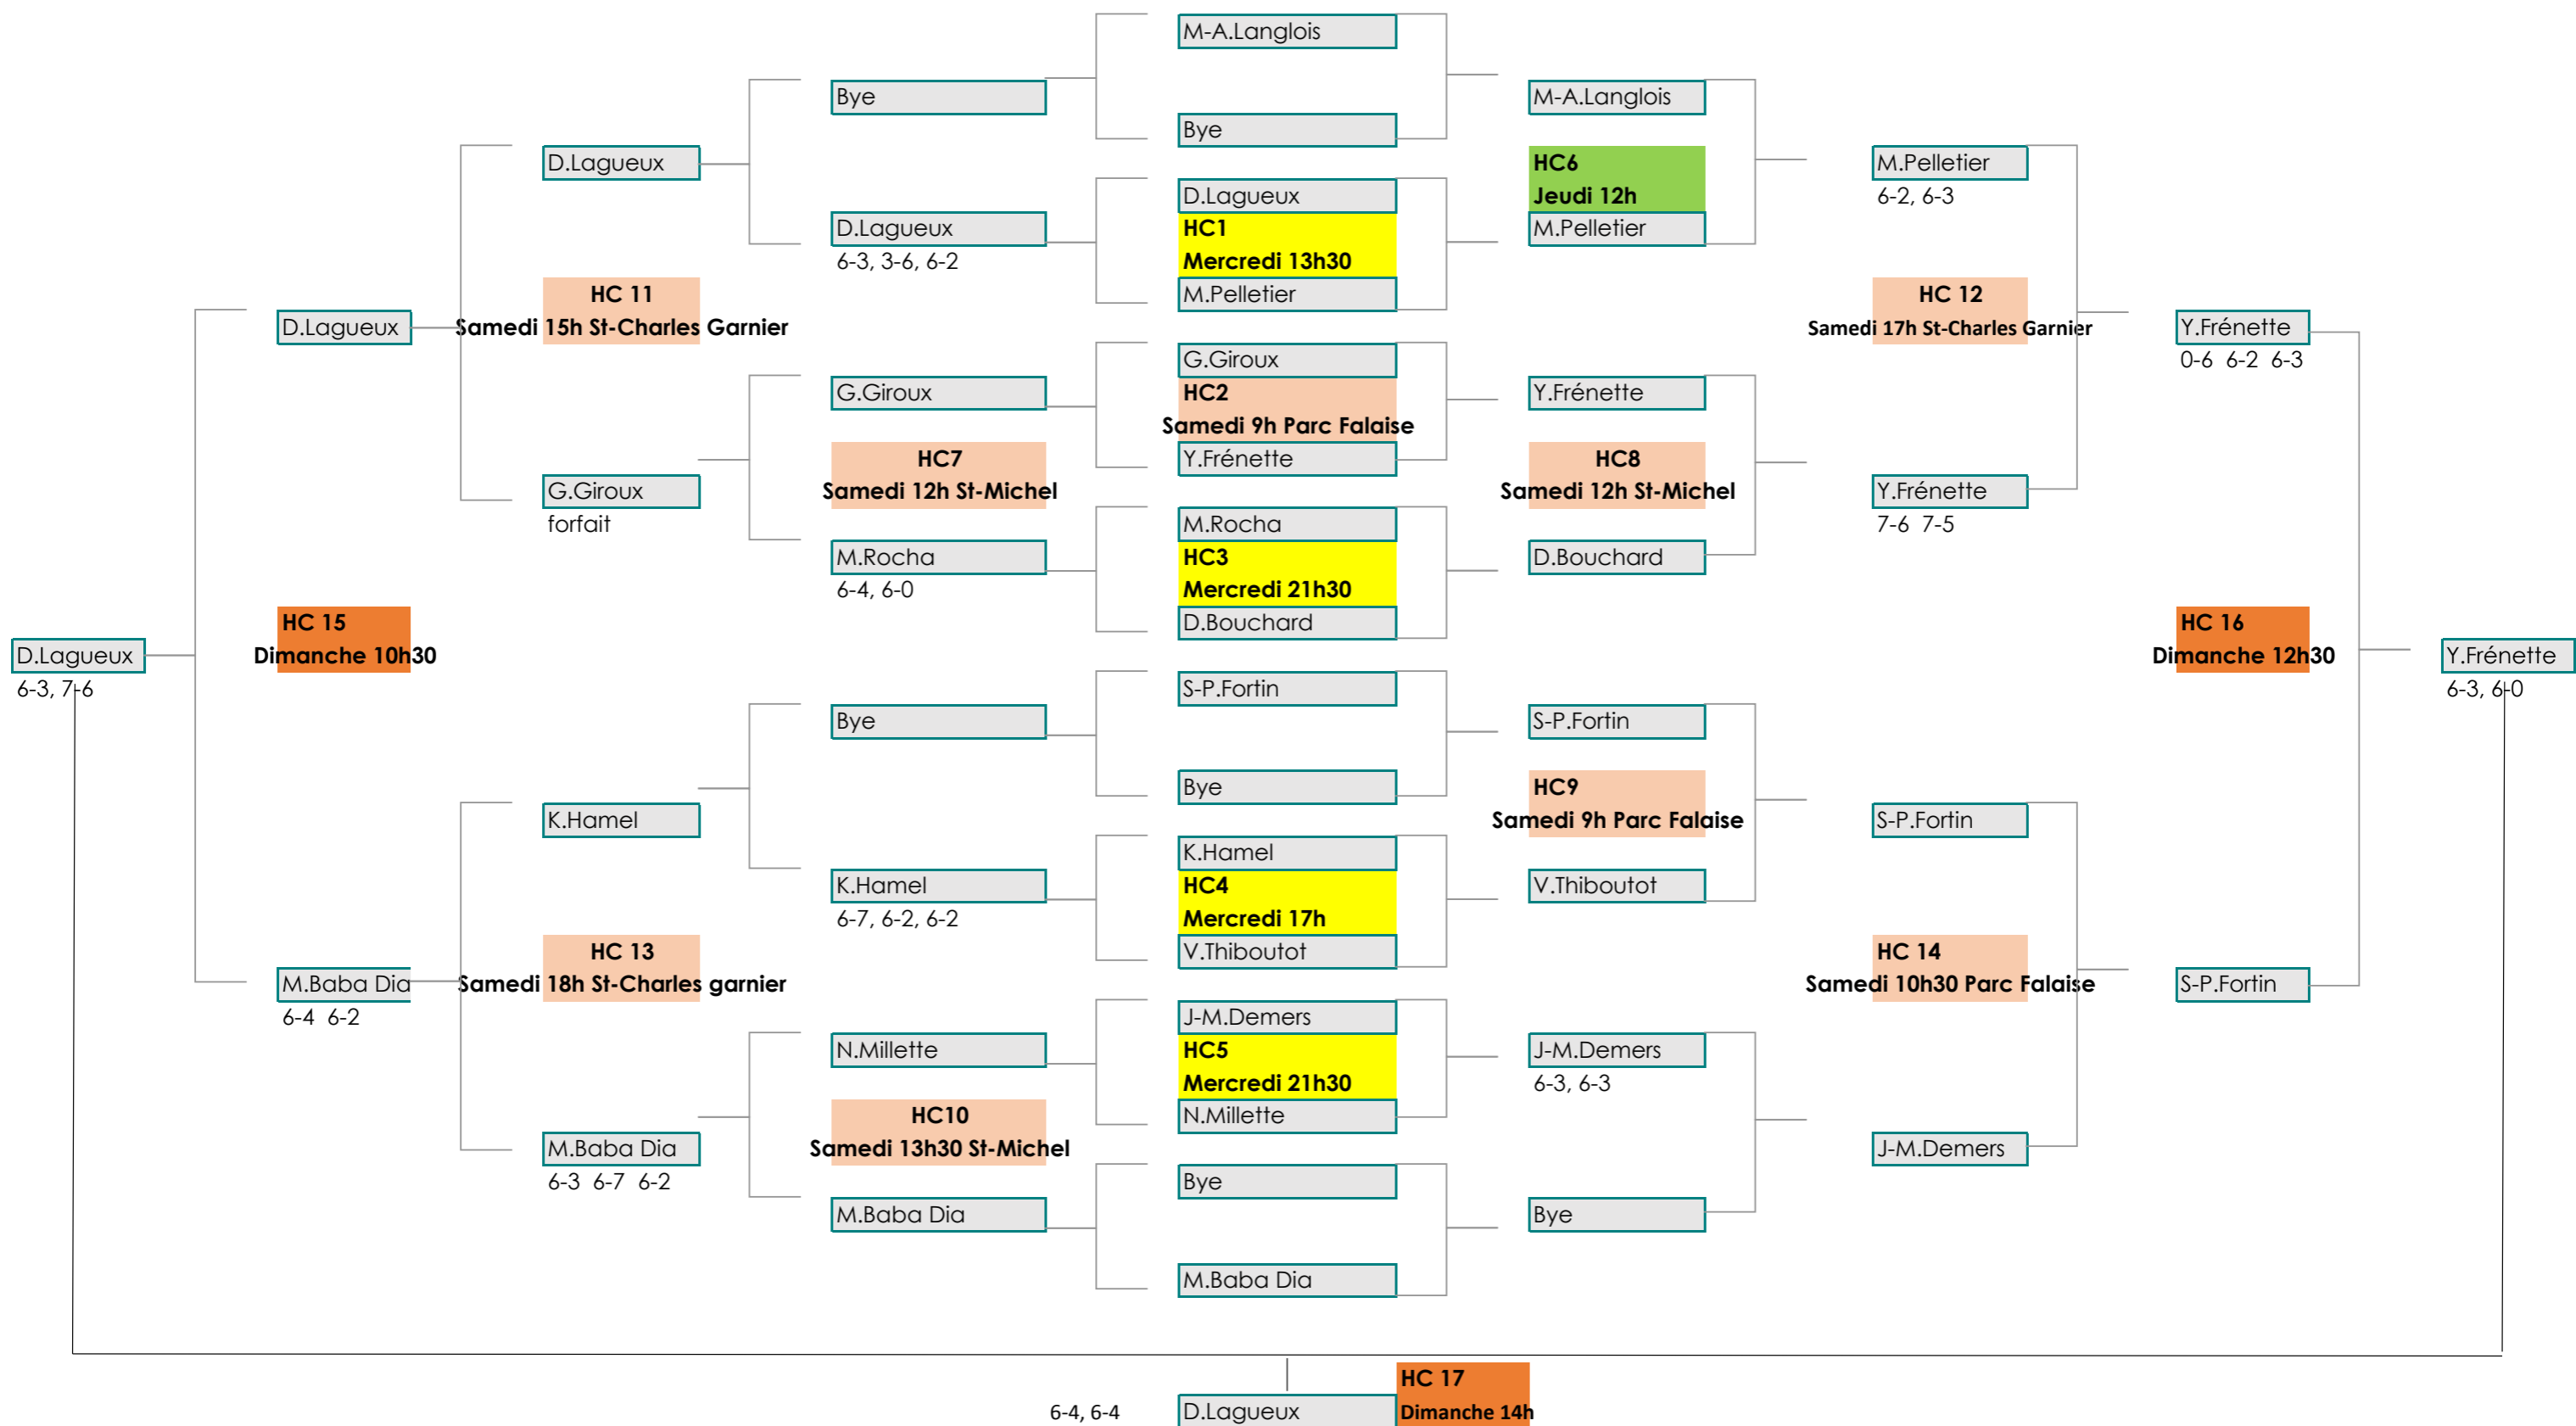 M-A.Langlois
Bye
M-A.Langlois
Bye
D.Lagueux
HC6
M.Pelletier
D.Lagueux
Jeudi 12h
6-2, 6-3
D.Lagueux
HC1
M.Pelletier
6-3, 3-6, 6-2
Mercredi 13h30
HC 11
M.Pelletier
HC 12
D.Lagueux
Samedi 15h St-Charles Garnier
Samedi 17h St-Charles Garnier
Y.Frénette
G.Giroux
0-6  6-2  6-3
G.Giroux
HC2
Y.Frénette
Samedi 9h Parc Falaise
HC7
Y.Frénette
HC8
G.Giroux
Samedi 12h St-Michel
Samedi 12h St-Michel
Y.Frénette
forfait
M.Rocha
7-6  7-5
M.Rocha
HC3
D.Bouchard
6-4, 6-0
Mercredi 21h30
HC 15
D.Bouchard
HC 16
D.Lagueux
Dimanche 10h30
Dimanche 12h30
Y.Frénette
6-3, 7-6
S-P.Fortin
6-3, 6-0
Bye
S-P.Fortin
Bye
HC9
K.Hamel
Samedi 9h Parc Falaise
S-P.Fortin
K.Hamel
K.Hamel
HC4
V.Thiboutot
6-7, 6-2, 6-2
Mercredi 17h
HC 13
V.Thiboutot
HC 14
M.Baba Dia
Samedi 18h St-Charles garnier
Samedi 10h30 Parc Falaise
S-P.Fortin
6-4  6-2
J-M.Demers
N.Millette
HC5
J-M.Demers
Mercredi 21h30
6-3, 6-3
HC10
N.Millette
M.Baba Dia
Samedi 13h30 St-Michel
J-M.Demers
6-3  6-7  6-2
Bye
M.Baba Dia
Bye
M.Baba Dia
HC 17
6-4, 6-4
D.Lagueux
Dimanche 14h